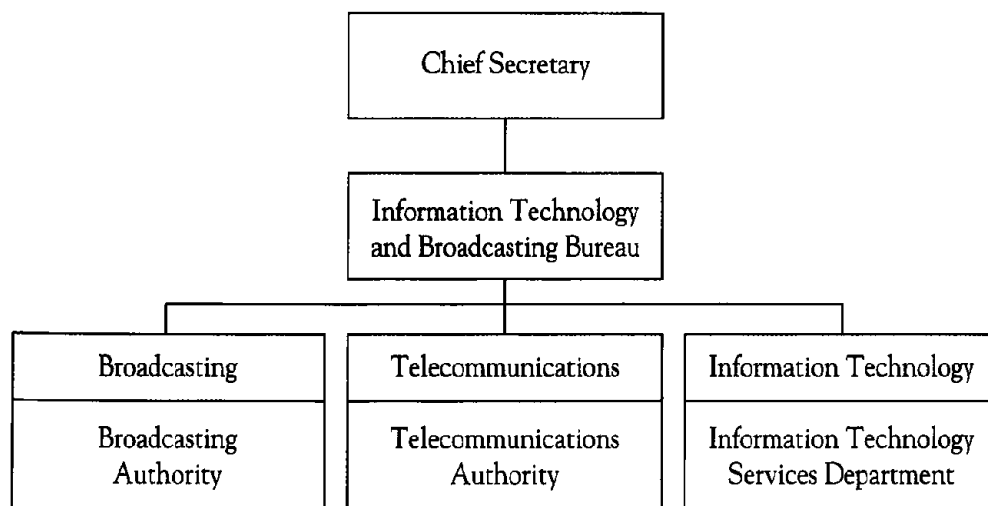 Chief Secretary
Information Technology
and Broadcasting Bureau
Broadcasting
Broadcasting
Authority
Telecommunications
Telecommunications
Authority
Information Technology
Information Technology
Services Department